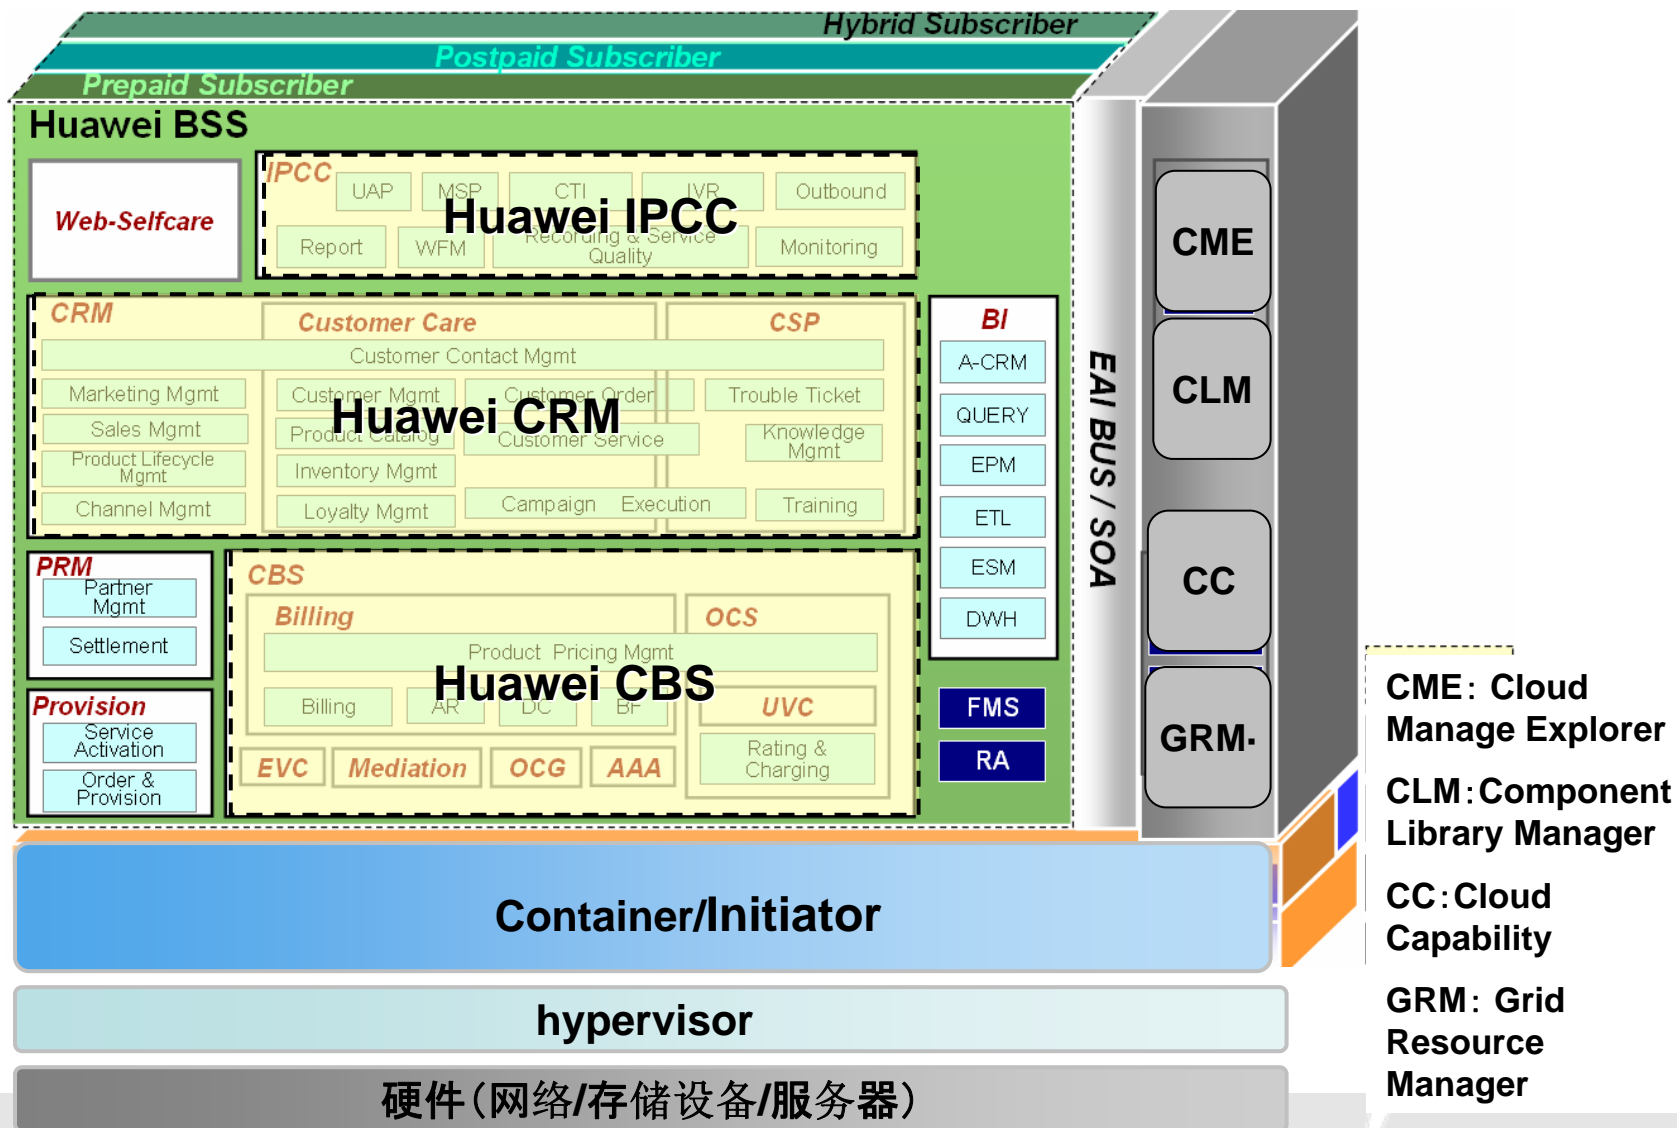 Hybrid Subscriber
Postpaid Subscriber
Prepaid Subscriber
Huawei BSS
Web-Selfcare
IPCC
UAP
MSP
CTI
IVR
Outbound
Huawei IPCC
Report
WFM
Recording & Service
Quality
Monitoring
CRM
Customer Care
CSP
Customer Contact Mgmt
Marketing Mgmt
Customer Mgmt
Customer Order
Trouble Ticket
Huawei CRM
Sales Mgmt
Product Catalog
Customer Service
Knowledge
Mgmt
Product Lifecycle
Mgmt
Inventory Mgmt
Channel Mgmt
Loyalty Mgmt
Campaign Execution
Training
BI
A-CRM
QUERY
EPM
ETL
ESM
DWH
PRM
Partner
Mgmt
Settlement
Provision
Service
Activation
Order &
Provision
CBS
Billing
OCS
Product Pricing Mgmt
Huawei CBS
Billing
AR
DC
BF
UVC
Rating &
Charging
EVC
Mediation
OCG
AAA
FMS
RA
EAI BUS / SOA
CME
CLM
CC
GRM.
Container/Initiator
hypervisor
硬件(网络/存储设备/服务器)
CME: Cloud
Manage Explorer
CLM:Component
Library Manager
CC:Cloud
Capability
GRM: Grid
Resource
Manager